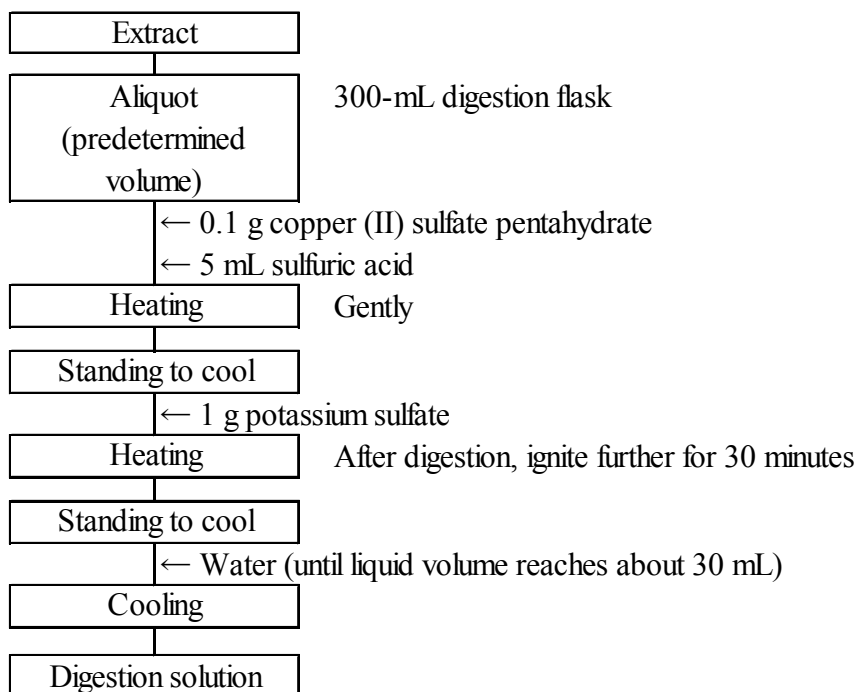 Extract
Aliquot 300-mL digestion flask
(predetermined
volume)
← 0.1 g copper (II) sulfate pentahydrate
← 5 mL sulfuric acid
Heating Gently
Standing to cool
← 1 g potassium sulfate
Heating After digestion, ignite further for 30 minutes
Standing to cool
← Water (until liquid volume reaches about 30 mL)
Cooling
Digestion solution